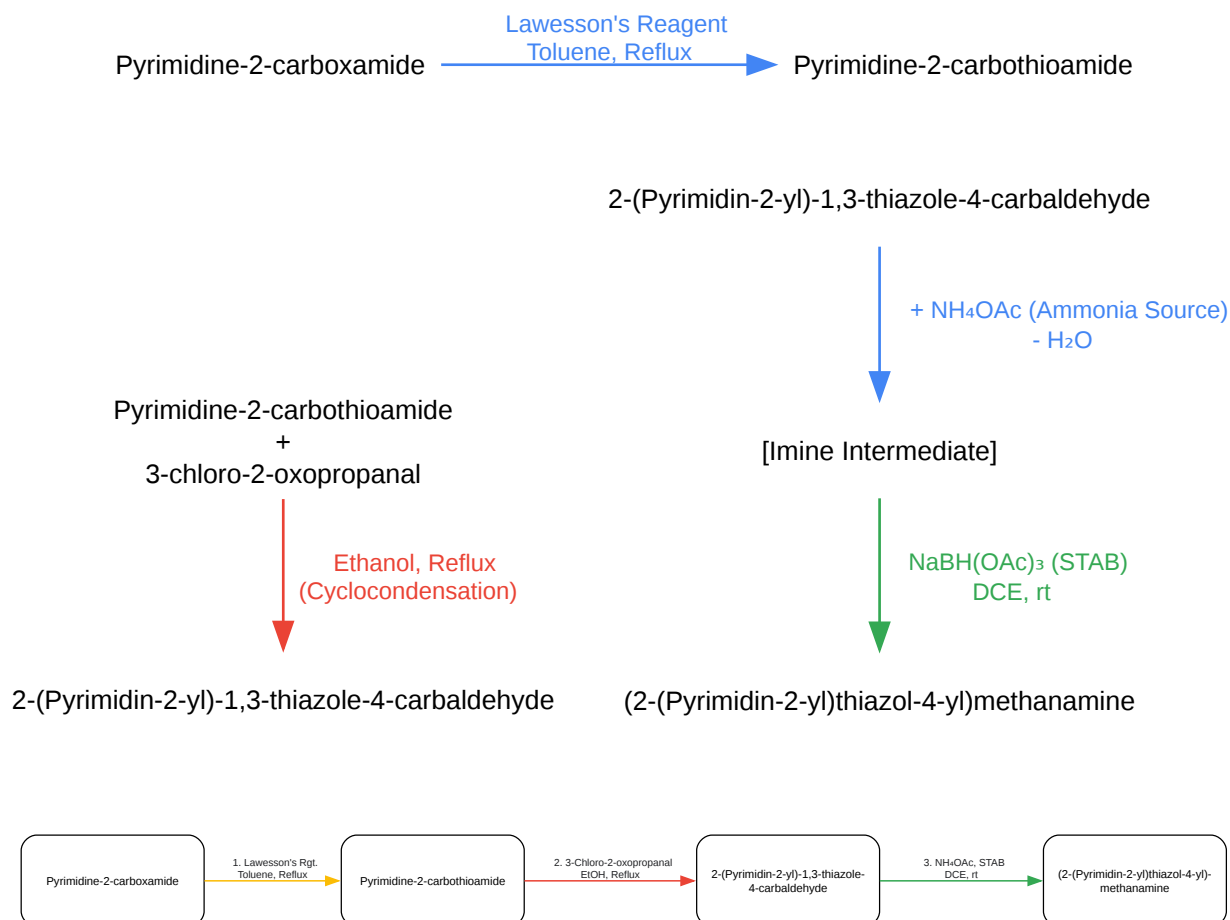 Lawesson's Reagent
Toluene, Reflux
Pyrimidine-2-carboxamide
Pyrimidine-2-carbothioamide
2-(Pyrimidin-2-yl)-1,3-thiazole-4-carbaldehyde
+ NH₄OAc (Ammonia Source)
- H₂O
[Imine Intermediate]
NaBH(OAc)₃ (STAB)
DCE, rt
(2-(Pyrimidin-2-yl)thiazol-4-yl)methanamine
Pyrimidine-2-carbothioamide
+
3-chloro-2-oxopropanal
Ethanol, Reflux
(Cyclocondensation)
2-(Pyrimidin-2-yl)-1,3-thiazole-4-carbaldehyde
Pyrimidine-2-carboxamide
1. Lawesson's Rgt.
Toluene, Reflux
Pyrimidine-2-carbothioamide
2. 3-Chloro-2-oxopropanal
EtOH, Reflux
2-(Pyrimidin-2-yl)-1,3-thiazole-
4-carbaldehyde
3. NH₄OAc, STAB
DCE, rt
(2-(Pyrimidin-2-yl)thiazol-4-yl)-
methanamine